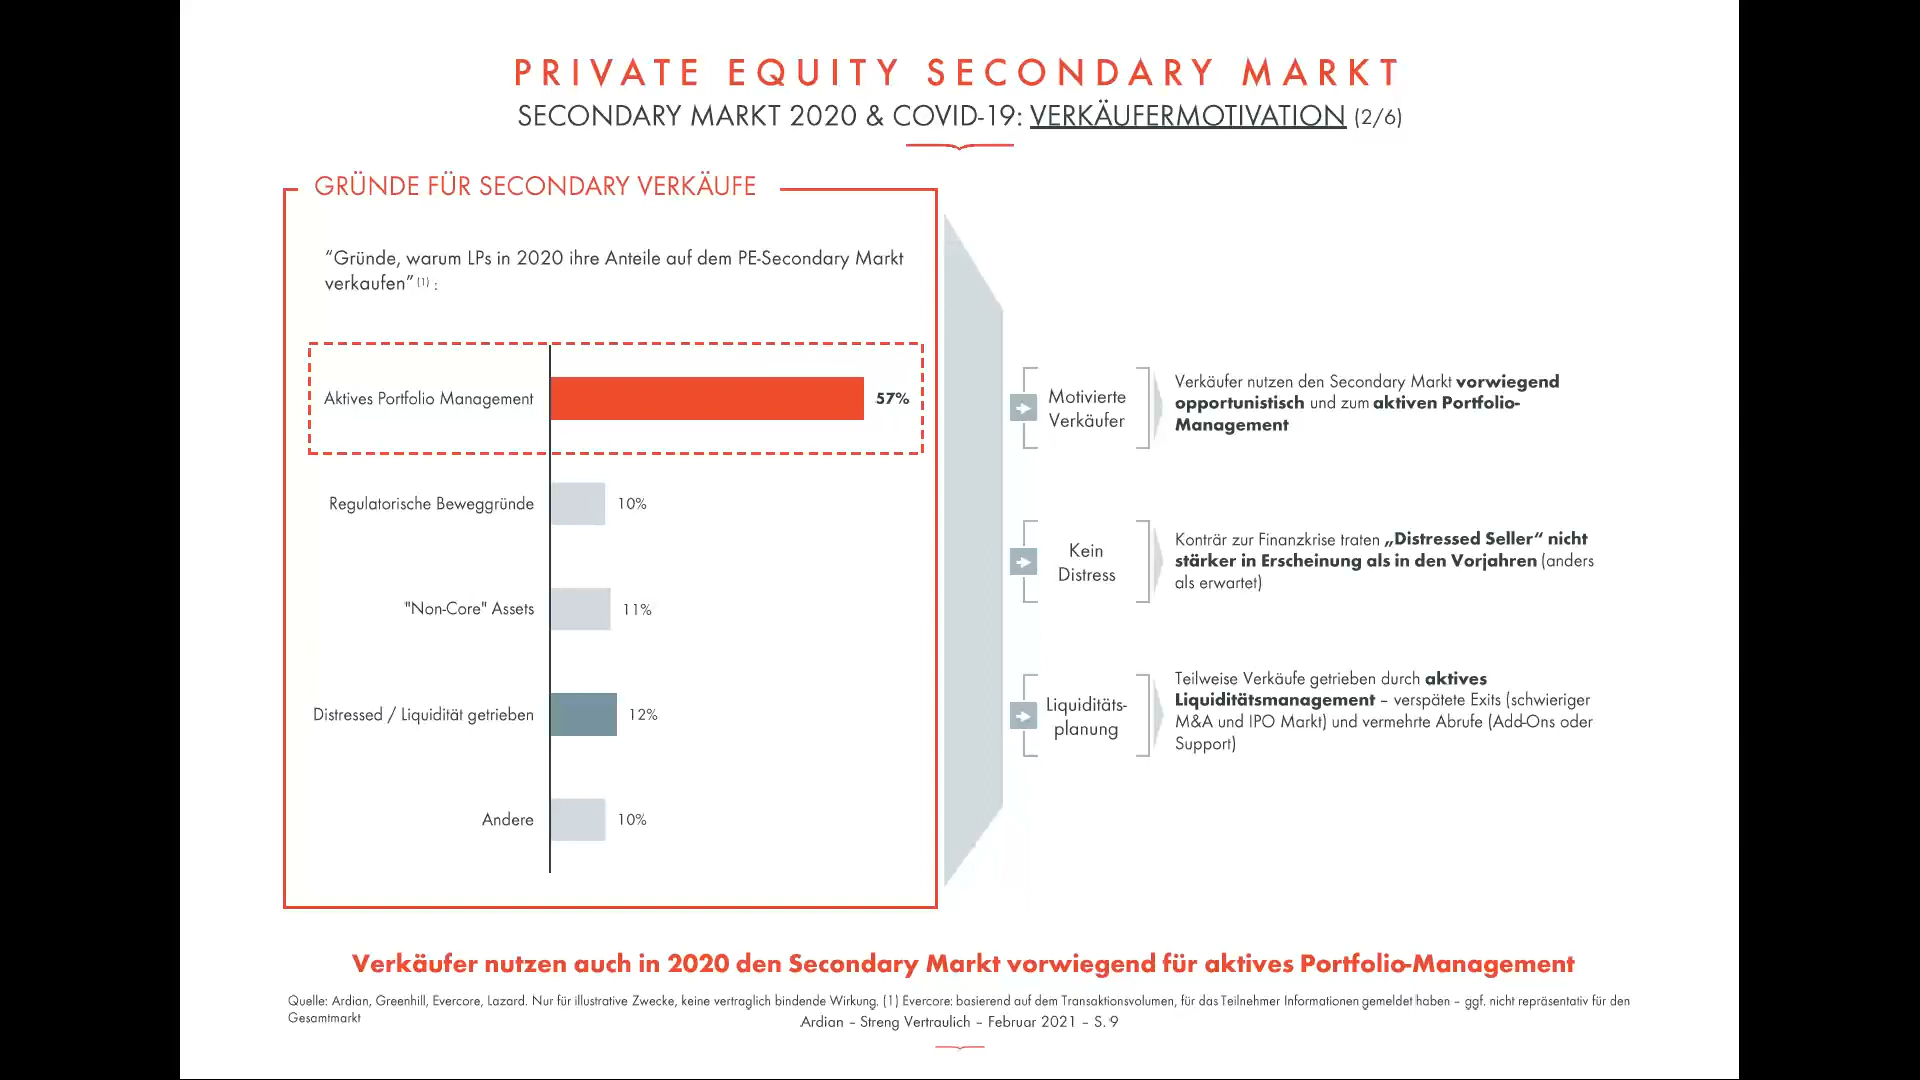 PRIVATE EQUITY SECONDARY MARKT
SECONDARY MARKT 2020 & COVID-19: VERKÄUFERMOTIVATION (2/6)
GRÜNDE FÜR SECONDARY VERKÄUFE
“Gründe, warum LPs in 2020 ihre Anteile auf dem PE-Secondary Markt
verkaufen” (1) :
Aktives Portfolio Management
57%
Regulatorische Beweggründe
10%
"Non-Core" Assets
11%
Distressed / Liquidität getrieben
12%
Andere
10%
Motivierte
Verkäufer
Verkäufer nutzen den Secondary Markt vorwiegend
opportunistisch und zum aktiven Portfolio-
Management
Kein
Distress
Konträr zur Finanzkrise traten „Distressed Seller“ nicht
stärker in Erscheinung als in den Vorjahren (anders
als erwartet)
Liquiditäts-
planung
Teilweise Verkäufe getrieben durch aktives
Liquiditätsmanagement – verspätete Exits (schwieriger
M&A und IPO Markt) und vermehrte Abrufe (Add-Ons oder
Support)
Verkäufer nutzen auch in 2020 den Secondary Markt vorwiegend für aktives Portfolio-Management
Quelle: Ardian, Greenhill, Evercore, Lazard. Nur für illustrative Zwecke, keine vertraglich bindende Wirkung. (1) Evercore: basierend auf dem Transaktionsvolumen, für das Teilnehmer Informationen gemeldet haben – ggf. nicht repräsentativ für den
Gesamtmarkt
Ardian – Streng Vertraulich – Februar 2021 – S. 9